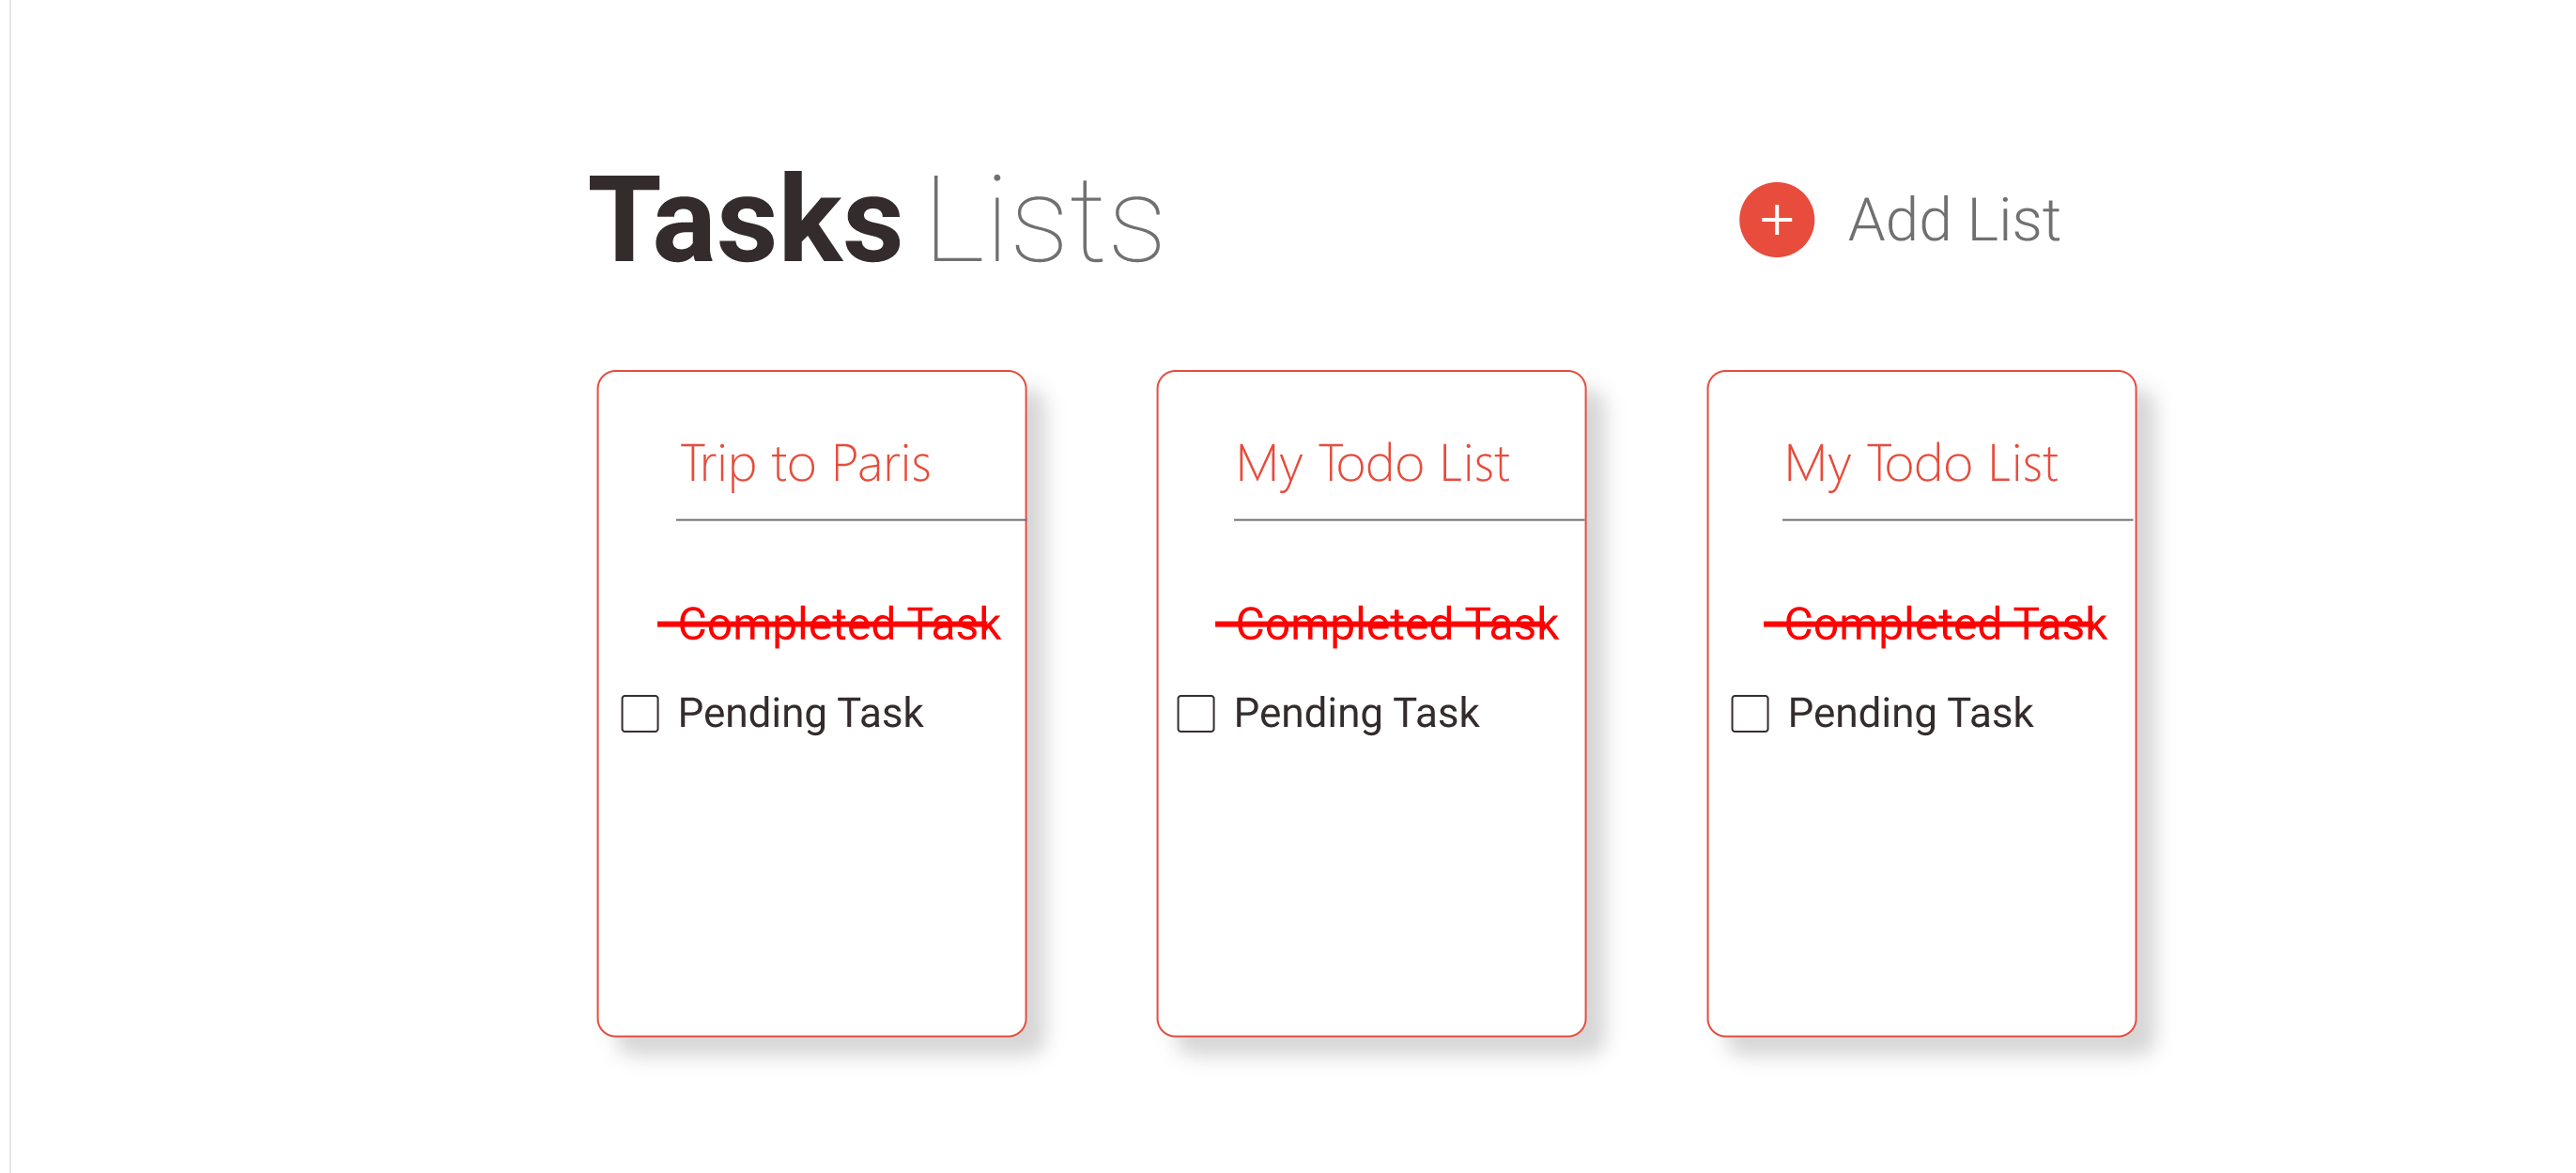 Tasks Lists
Add List
Trip to Paris
Completed Task
Pending Task
My Todo List
Completed Task
Pending Task
My Todo List
Completed Task
Pending Task